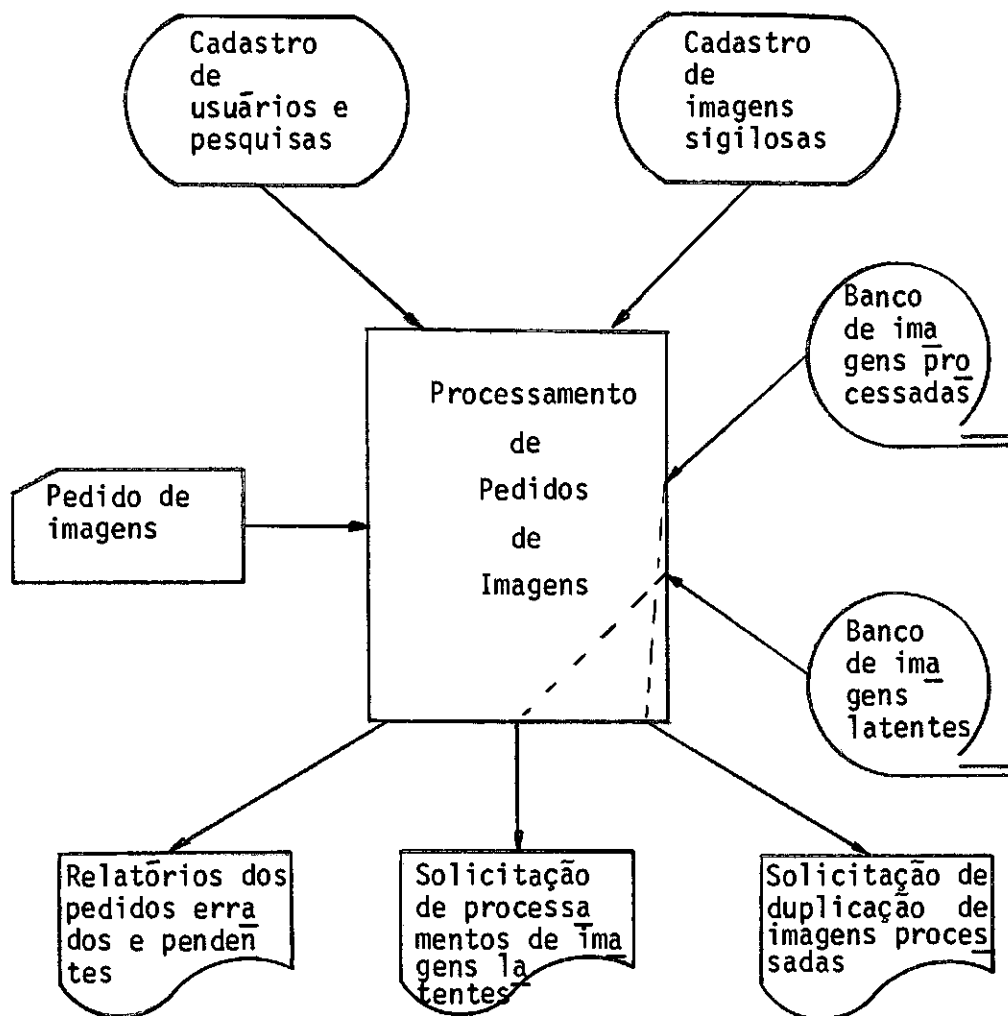 Cadastro
de
usuários e
pesquisas
Cadastro
de
imagens
sigilosas
Banco
de ima
gens pro
cessadas
Processamento
de
Pedidos
de
Imagens
Pedido de
imagens
Banco
de ima
gens
latentes
Relatórios dos
pedidos erra
dos e penden
tes
Solicitação
de processa
mentos de ima
gens la
tentes
Solicitação de
duplicação de
imagens proces
sadas